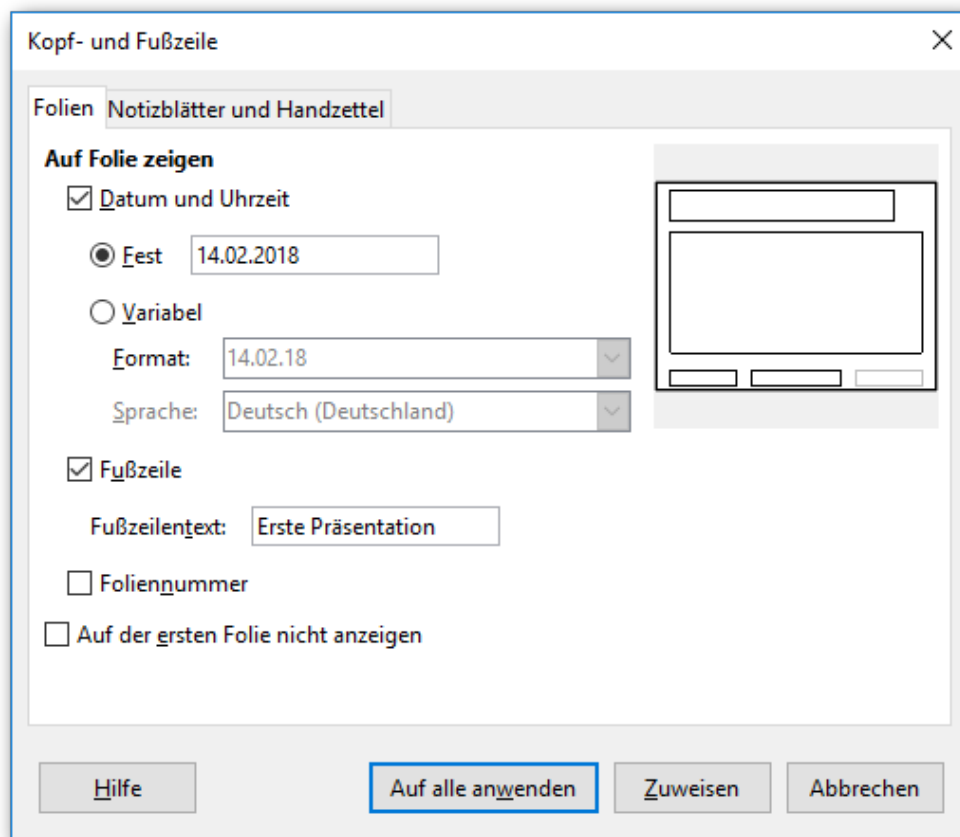 Kopf- und Fußzeile
Folien Notizblätter und Handzettel
Auf Folie zeigen
Datum und Uhrzeit
Fest 14.02.2018
Variabel
Format: 14.02.18
Sprache: Deutsch (Deutschland)
Fußzeile
Fußzeilentext: Erste Präsentation
Foliennummer
Auf der ersten Folie nicht anzeigen
Hilfe Auf alle anwenden Zuweisen Abbrechen